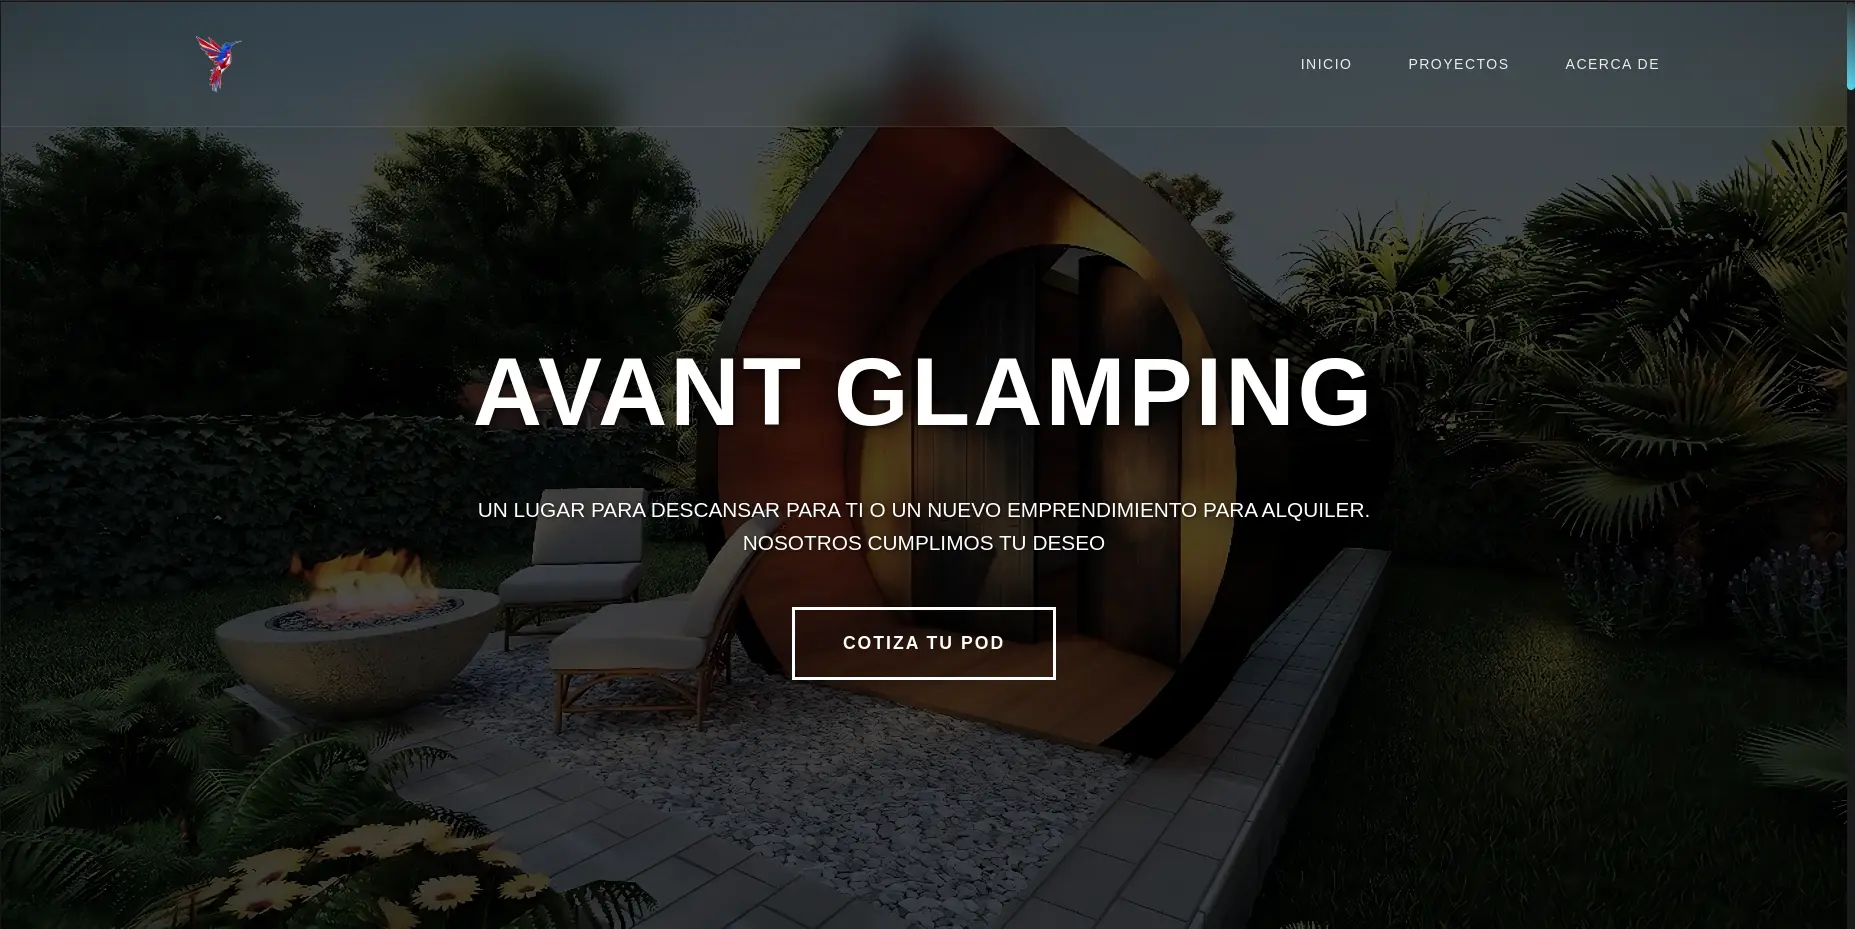 INICIO PROYECTOS ACERCA DE
AVANT GLAMPING
UN LUGAR PARA DESCANSAR PARA TI O UN NUEVO EMPRENDIMIENTO PARA ALQUILER.
NOSOTROS CUMPLIMOS TU DESEO
COTIZA TU POD